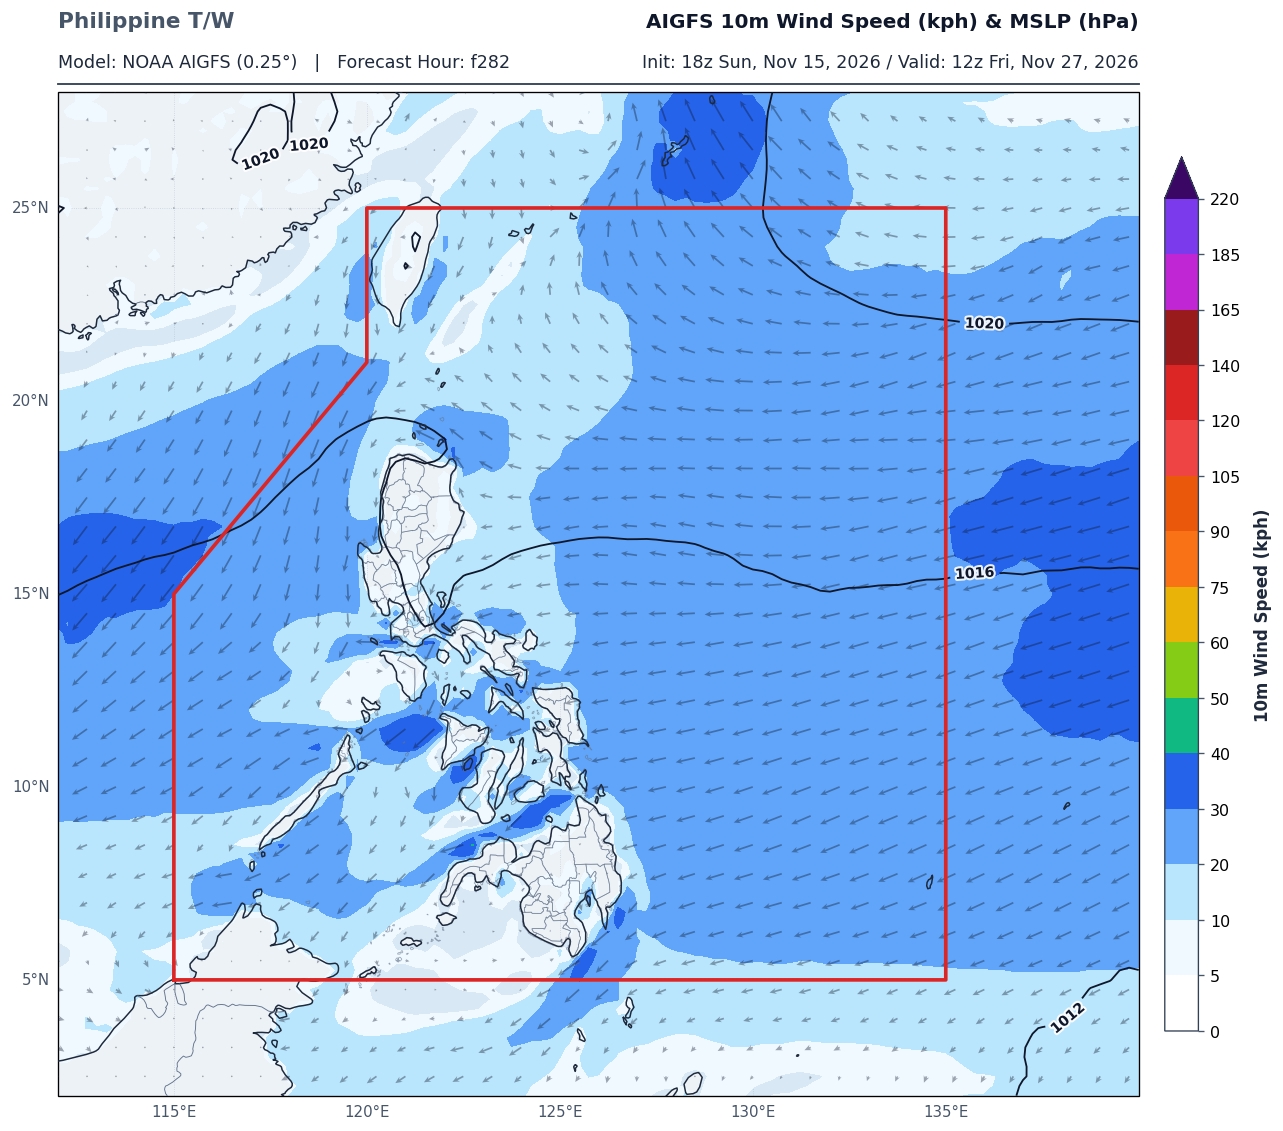 Philippine T/W
AIGFS 10m Wind Speed (kph) & MSLP (hPa)
Model: NOAA AIGFS (0.25°)   |   Forecast Hour: f282
Init: 18z Sun, Nov 15, 2026 / Valid: 12z Fri, Nov 27, 2026
1020
1020
1020
1016
1012
25°N
20°N
15°N
10°N
5°N
115°E
120°E
125°E
130°E
135°E
220
185
165
140
120
105
90
75
60
50
40
30
20
10
5
0
10m Wind Speed (kph)